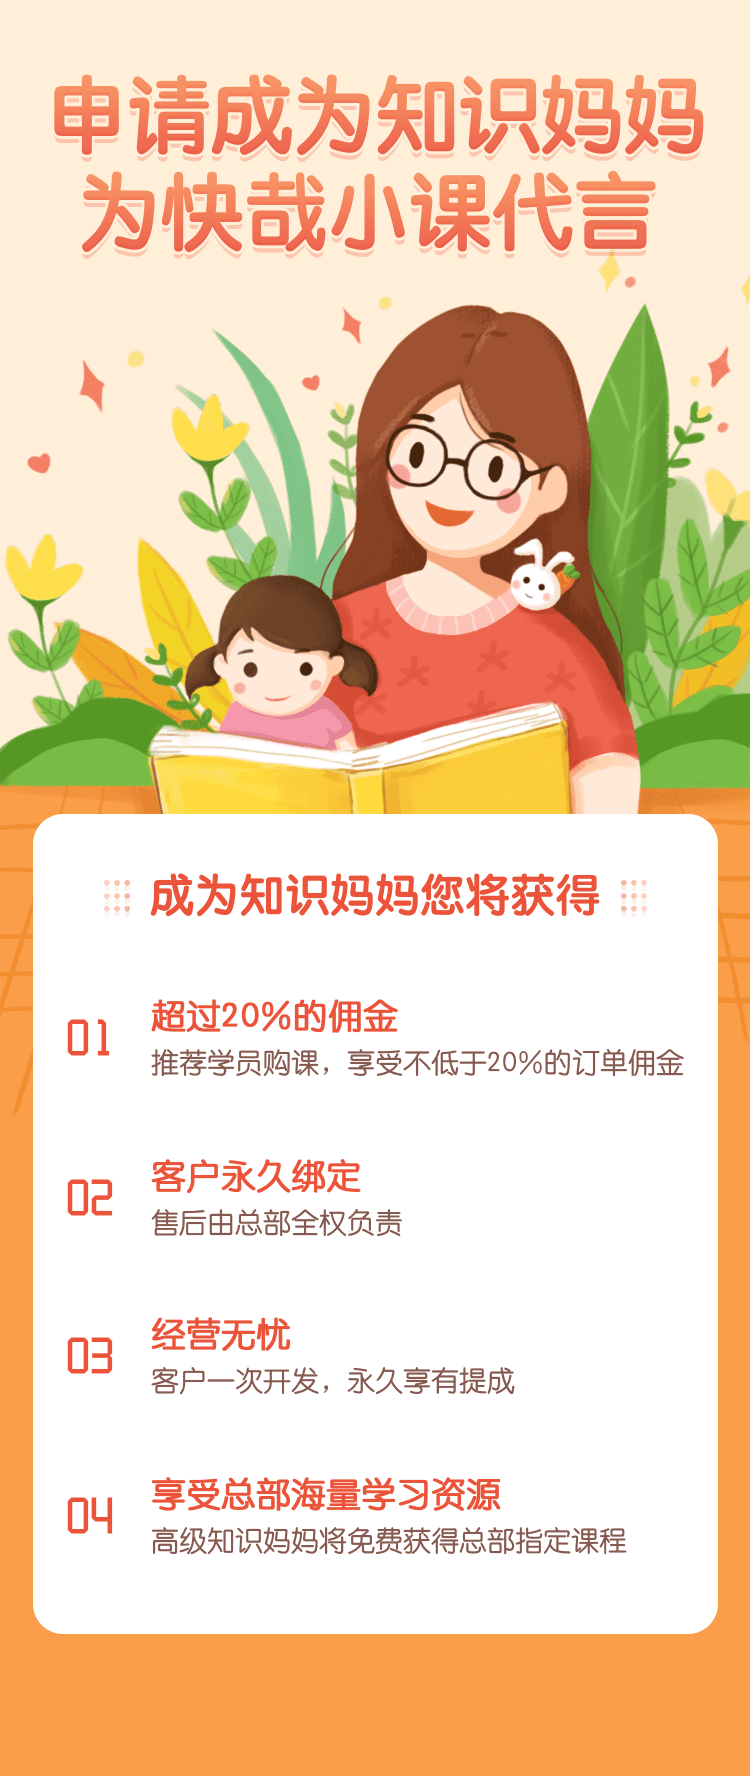 申请成为知识妈妈
为快哉小课代言
成为知识妈妈您将获得
01
超过20%的佣金
推荐学员购课，享受不低于20%的订单佣金
02
客户永久绑定
售后由总部全权负责
03
经营无忧
客户一次开发，永久享有提成
04
享受总部海量学习资源
高级知识妈妈将免费获得总部指定课程